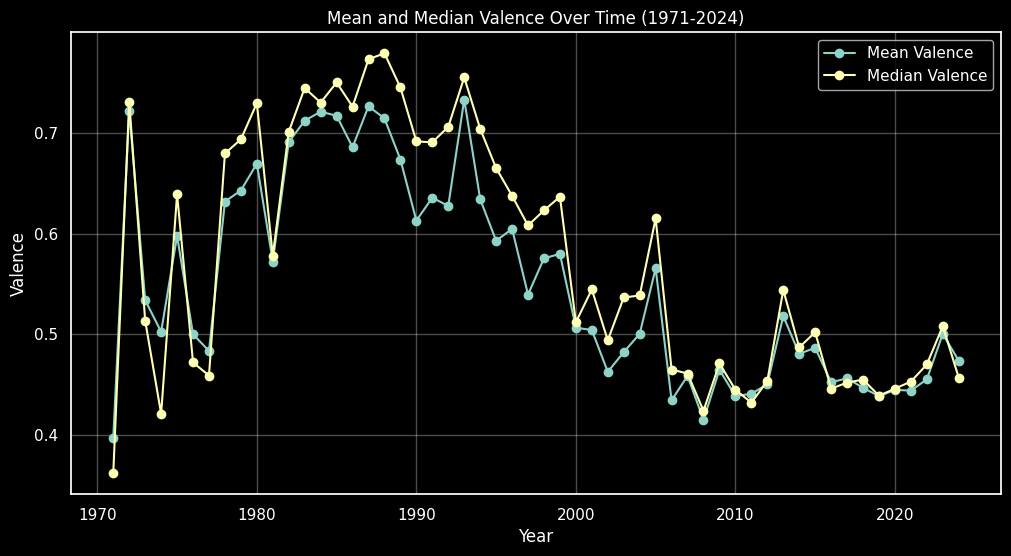 Mean and Median Valence Over Time (1971-2024)
Mean Valence
Median Valence
Valence
0.7
0.6
0.5
0.4
1970 1980 1990 2000 2010 2020
Year